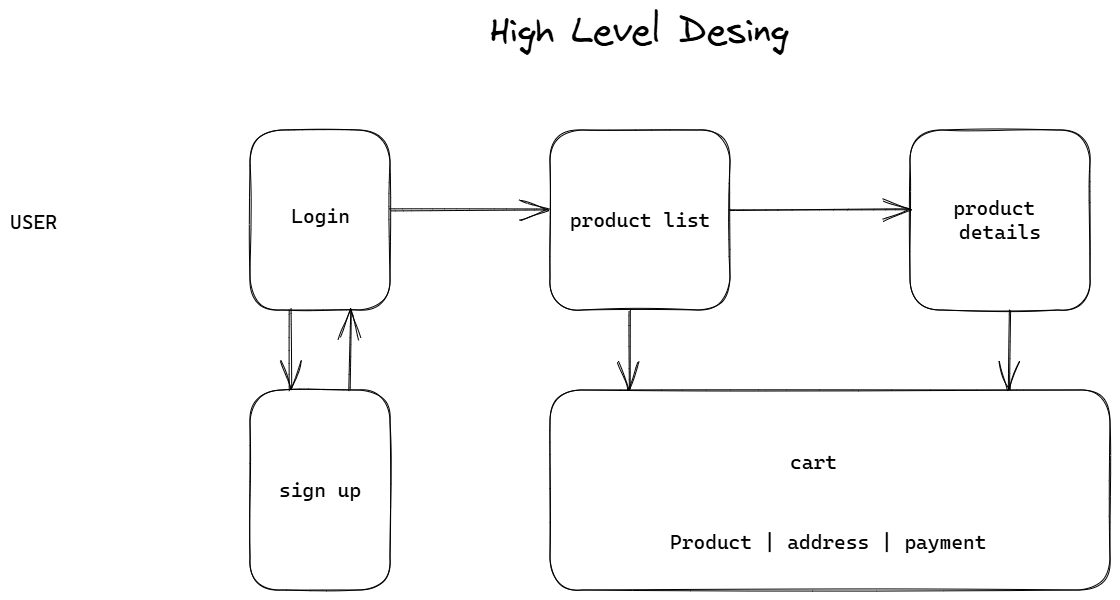 High Level Desing
USER
Login
product list
product
details
sign up
cart
Product | address | payment